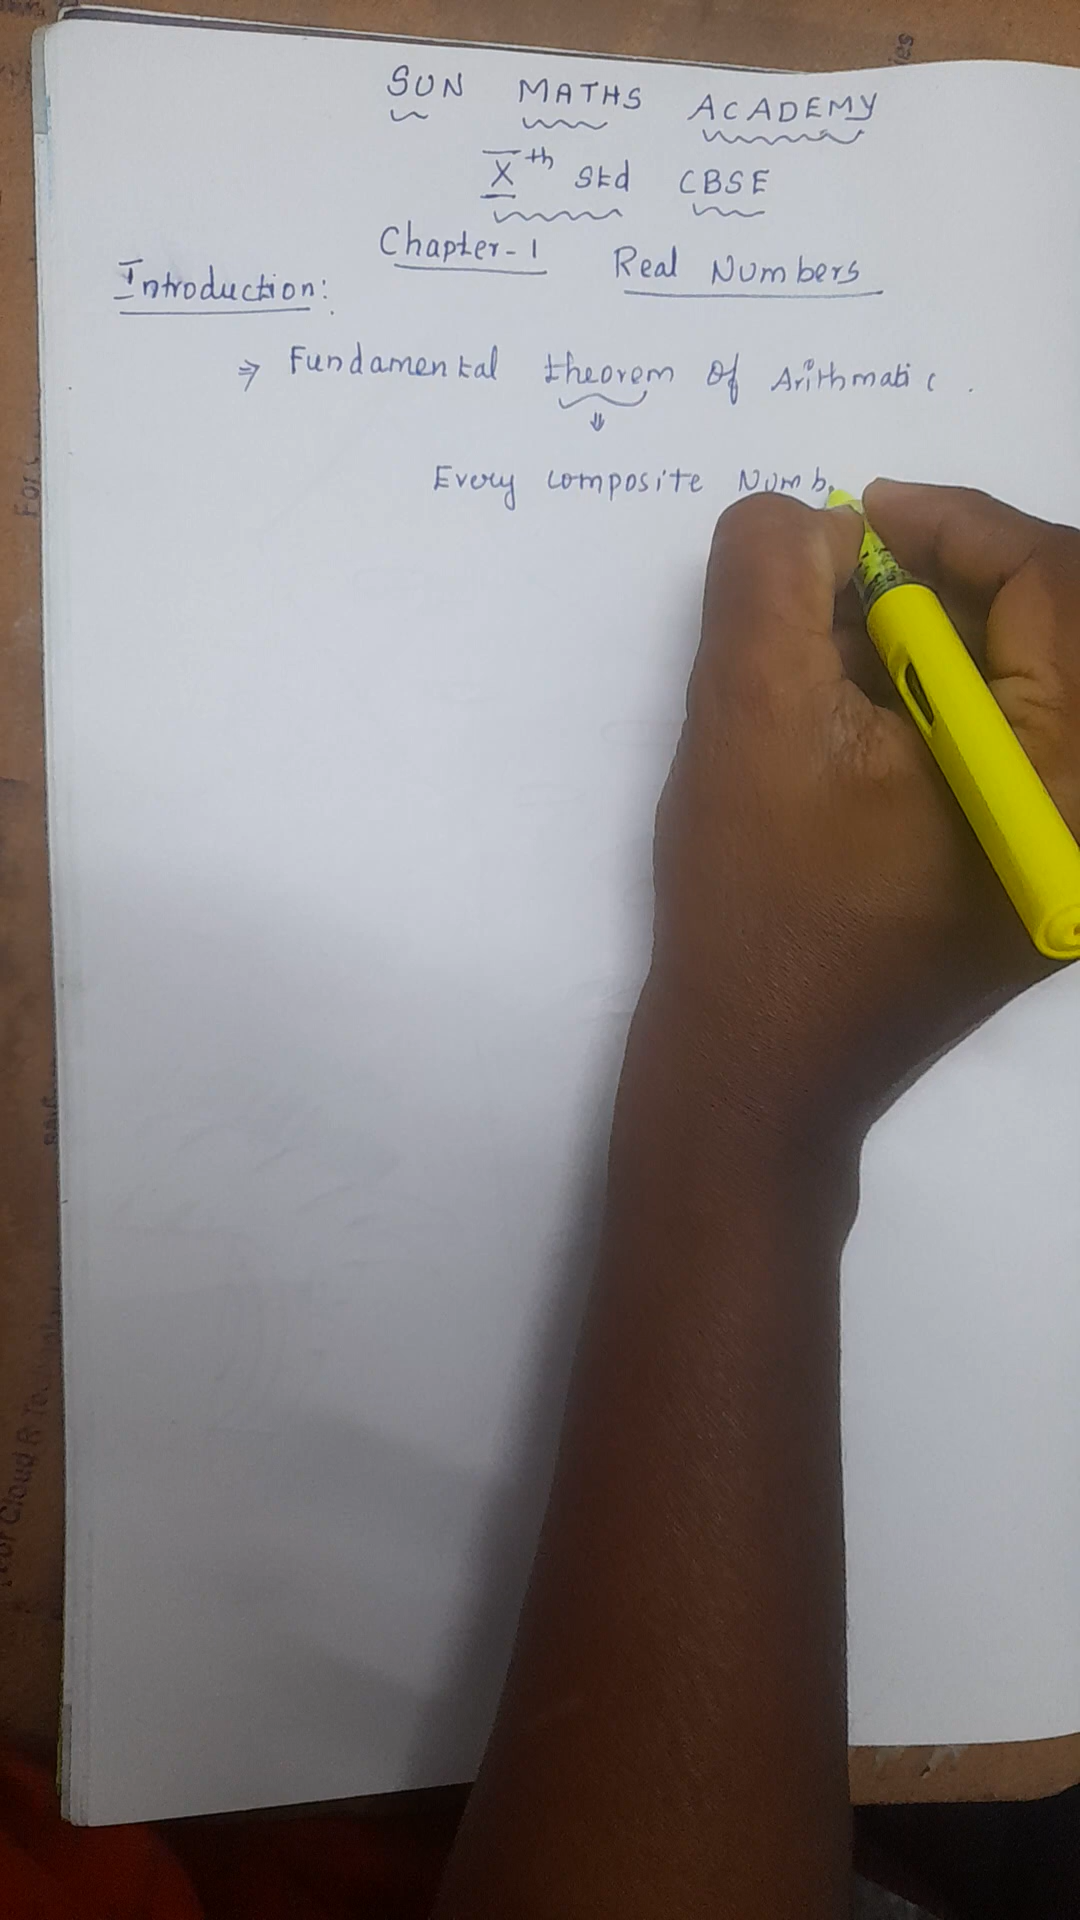 SUN MATHS ACADEMY
Xth Std CBSE
Chapter-1 Real Numbers
Introduction:
⇒ Fundamental theorem of Arithmatic.
⇓
Every composite Numb